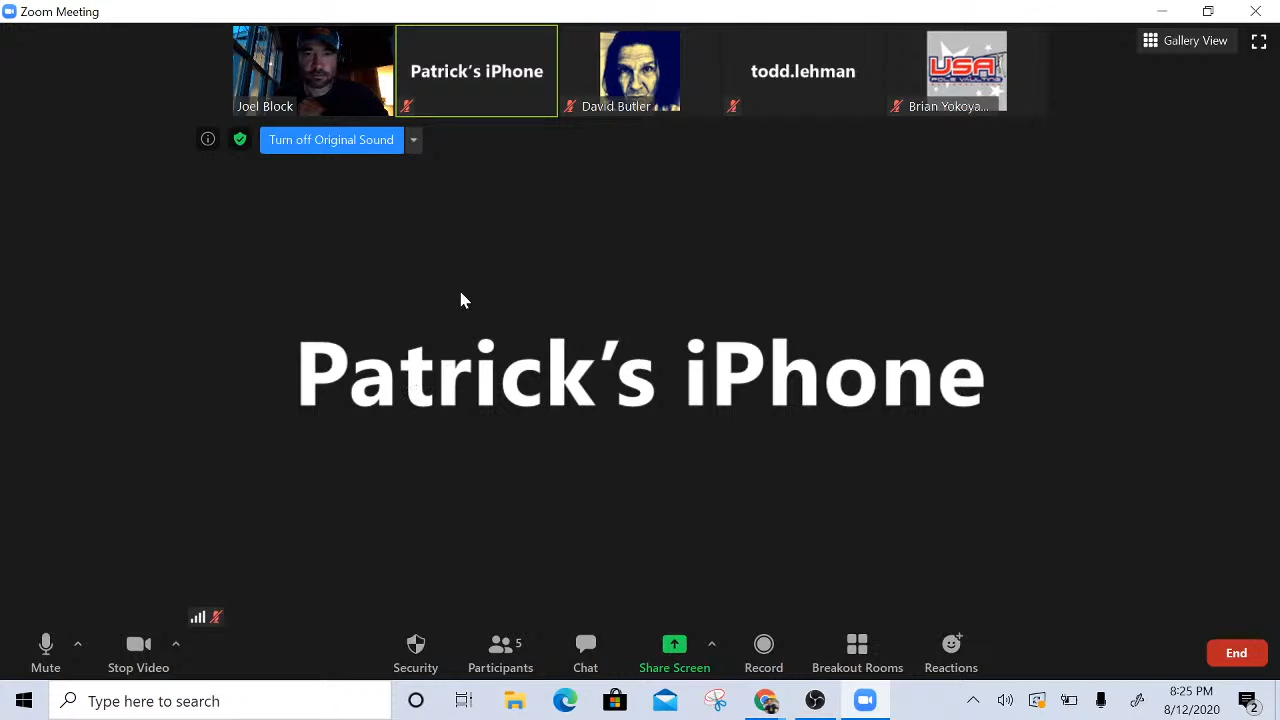 Zoom Meeting
Joel Block
Patrick's iPhone
David Butler
todd.lehman
USA
POLE VAULTING
Brian Yokoya...
Gallery View
Turn off Original Sound
Patrick's iPhone
5
Mute
Stop Video
Security
Participants
Chat
Share Screen
Record
Breakout Rooms
Reactions
End
Type here to search
8:25 PM
8/12/2020
2